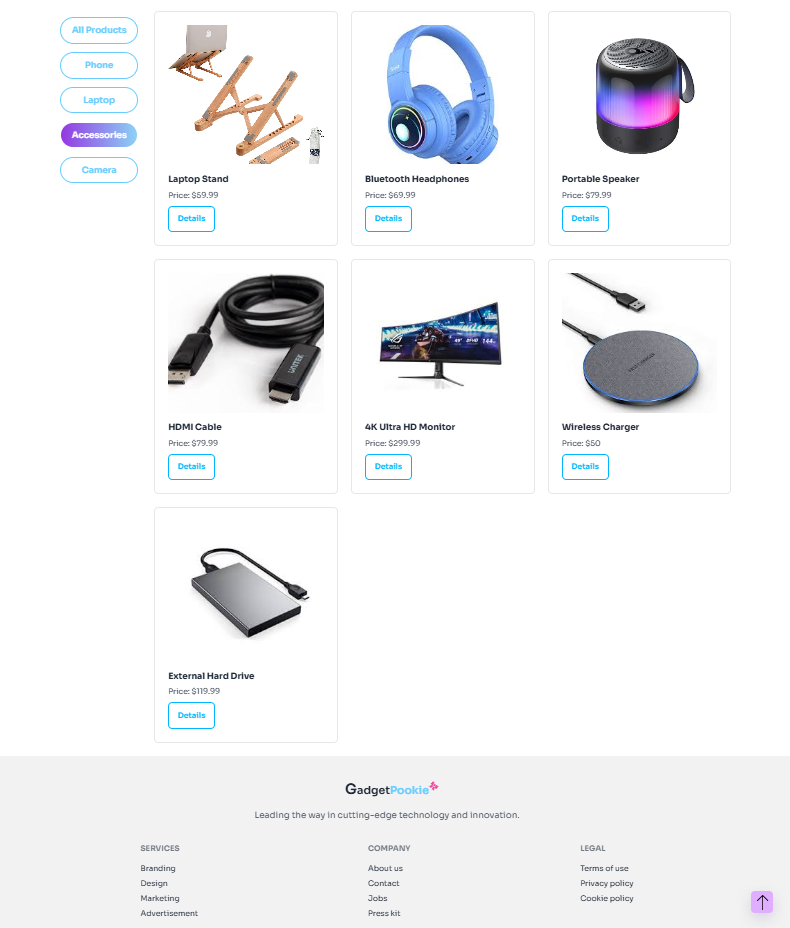 All Products
Phone
Laptop
Accessories
Camera
Laptop Stand
Price: $59.99
Details
Bluetooth Headphones
Price: $69.99
Details
Portable Speaker
Price: $79.99
Details
UNITEK
HDMI Cable
Price: $79.99
Details
4K Ultra HD Monitor
Price: $299.99
Details
Wireless Charger
Price: $50
Details
External Hard Drive
Price: $119.99
Details
GadgetPookie
Leading the way in cutting-edge technology and innovation.
SERVICES
Branding
Design
Marketing
Advertisement
COMPANY
About us
Contact
Jobs
Press kit
LEGAL
Terms of use
Privacy policy
Cookie policy